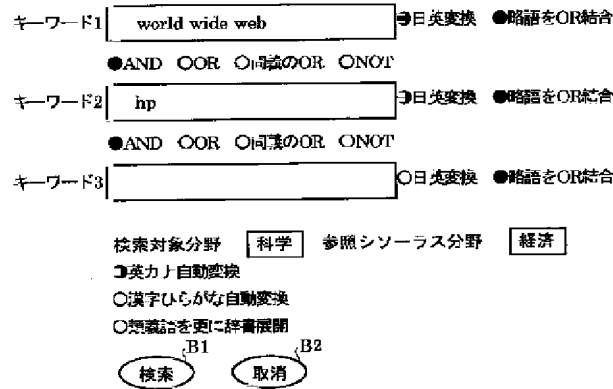 キーワード1 world wide web ●日英変換 ●略語をOR結合
●AND ○OR ○同義のOR ○NOT
キーワード2 hp ●日英変換 ●略語をOR結合
●AND ○OR ○同義のOR ○NOT
キーワード3 ○日英変換 ●略語をOR結合
検索対象分野 科学 参照シソーラス分野 経済
●英カナ自動変換
○漢字ひらがな自動変換
○類義語を更に辞書展開
検索 B1 取消 B2